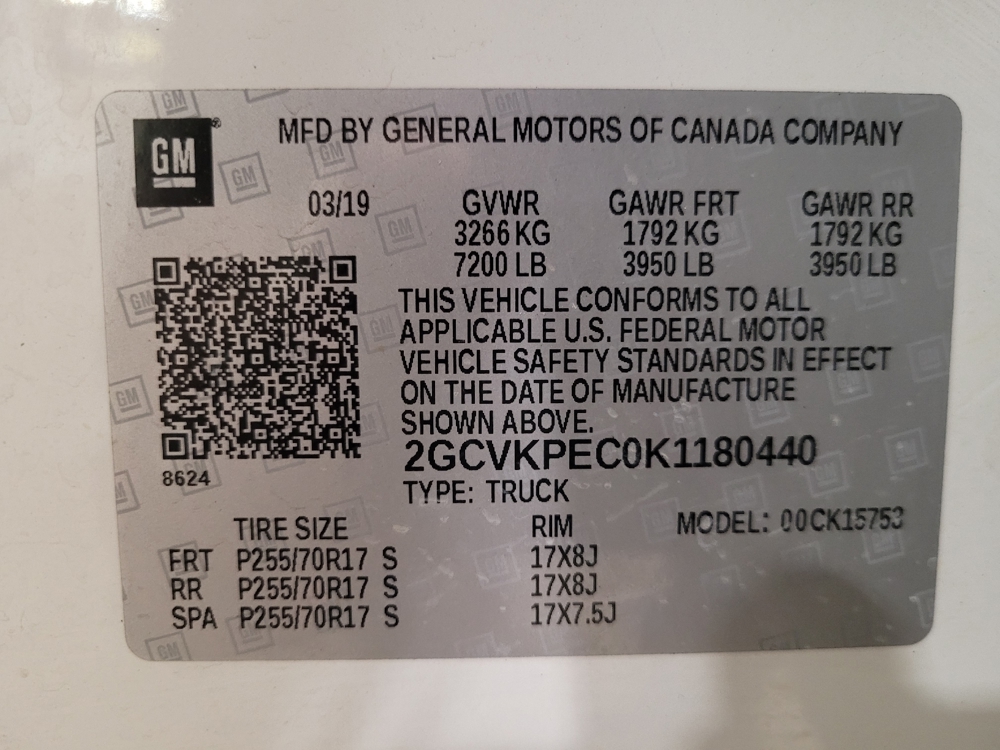 GM
MFD BY GENERAL MOTORS OF CANADA COMPANY
03/19 GVWR GAWR FRT GAWR RR
3266 KG 1792 KG 1792 KG
7200 LB 3950 LB 3950 LB
THIS VEHICLE CONFORMS TO ALL
APPLICABLE U.S. FEDERAL MOTOR
VEHICLE SAFETY STANDARDS IN EFFECT
ON THE DATE OF MANUFACTURE
SHOWN ABOVE.
2GCVKPEC0K1180440
8624
TYPE: TRUCK
TIRE SIZE RIM MODEL: 00CK15753
FRT P255/70R17 S 17X8J
RR P255/70R17 S 17X8J
SPA P255/70R17 S 17X7.5J